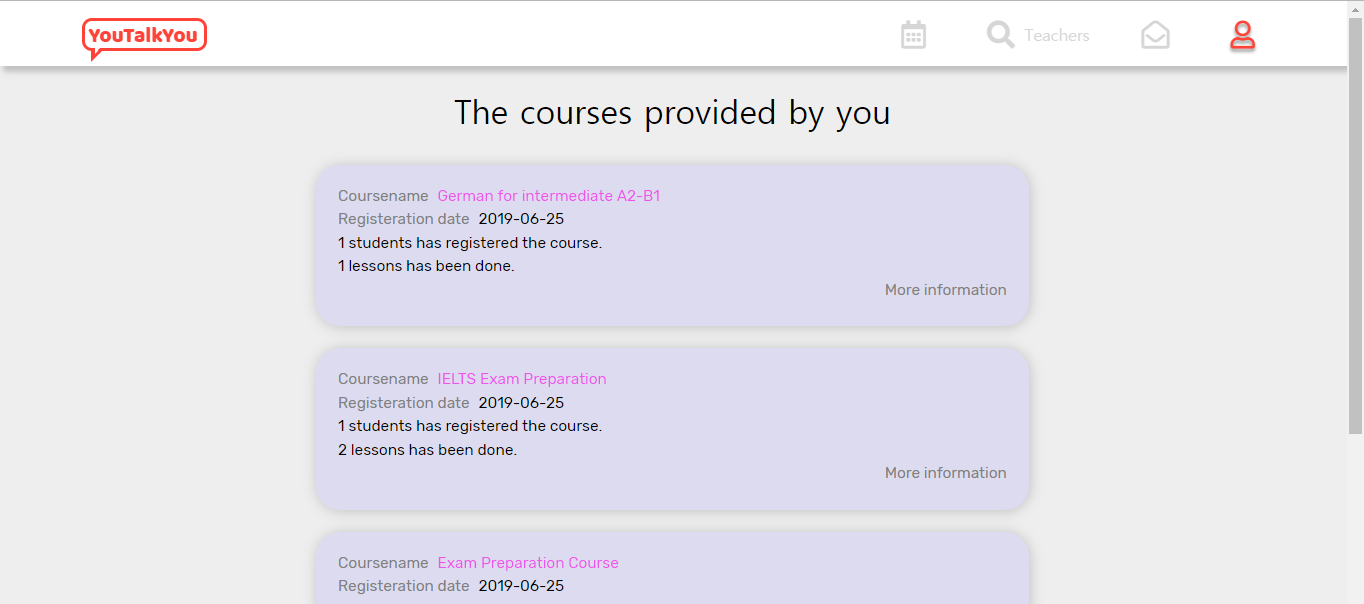 YouTalkYou
Teachers
The courses provided by you
Coursename German for intermediate A2-B1
Registeration date 2019-06-25
1 students has registered the course.
1 lessons has been done.
More information
Coursename IELTS Exam Preparation
Registeration date 2019-06-25
1 students has registered the course.
2 lessons has been done.
More information
Coursename Exam Preparation Course
Registeration date 2019-06-25